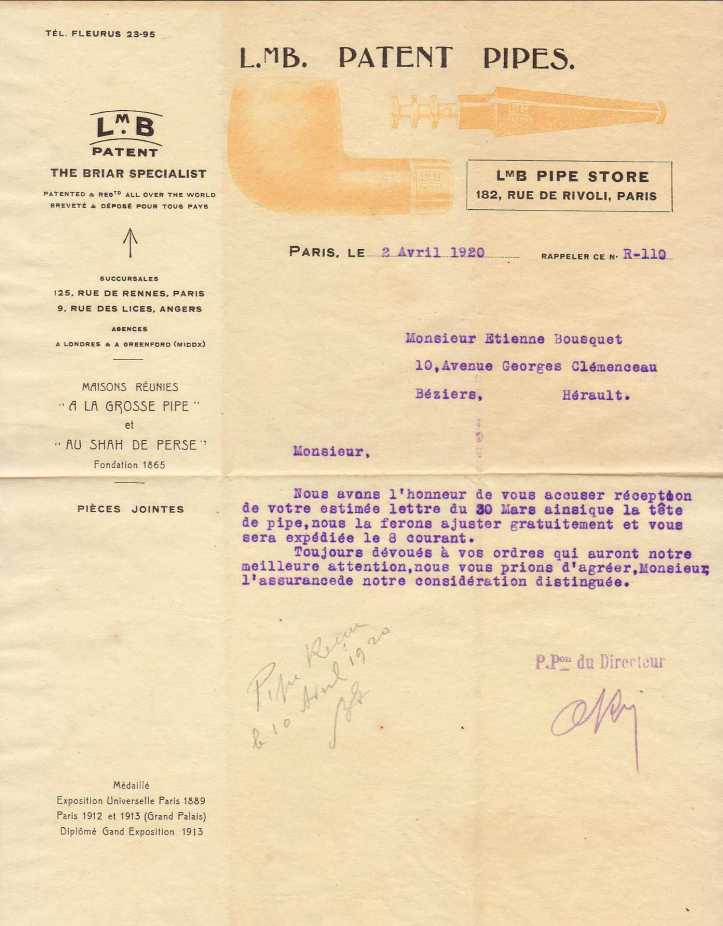 TÉL. FLEURUS 23-95
L.MB. PATENT PIPES.
L.MB
PATENT
THE BRIAR SPECIALIST
PATENTED & REGTD ALL OVER THE WORLD
BREVETÉ & DÉPOSÉ POUR TOUS PAYS
LMB PIPE STORE
182, RUE DE RIVOLI, PARIS
SUCCURSALES
125, RUE DE RENNES, PARIS
9, RUE DES LICES, ANGERS
AGENCES
A LONDRES & A GREENFORD (MIDDX)
MAISONS RÉUNIES
"A LA GROSSE PIPE"
et
"AU SHAH DE PERSE"
Fondation 1865
PIÈCES JOINTES
Médaillé
Exposition Universelle Paris 1889
Paris 1912 et 1913 (Grand Palais)
Diplômé Gand Exposition 1913
PARIS, LE 2 Avril 1920 RAPPELER CE N° R-110
Monsieur Etienne Bousquet
10,Avenue Georges Clémenceau
Béziers, Hérault.
Monsieur,
Nous avons l'honneur de vous accuser réception
de votre estimée lettre du 30 Mars ainsique la tête
de pipe,nous la ferons ajuster gratuitement et vous
sera expédiée le 8 courant.
Toujours dévoués à vos ordres qui auront notre
meilleure attention,nous vous prions d'agréer,Monsieur,
l'assurancede notre considération distinguée.
P.Pon du Directeur
Pipe Reçue
le 10 Avril 1920